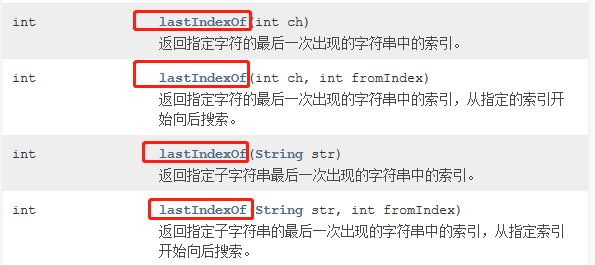 int lastIndexOf(int ch)
返回指定字符的最后一次出现的字符串中的索引。
int lastIndexOf(int ch, int fromIndex)
返回指定字符的最后一次出现的字符串中的索引，从指定的索引开
始向后搜索。
int lastIndexOf(String str)
返回指定子字符串最后一次出现的字符串中的索引。
int lastIndexOf(String str, int fromIndex)
返回指定子字符串的最后一次出现的字符串中的索引，从指定索引
开始向后搜索。